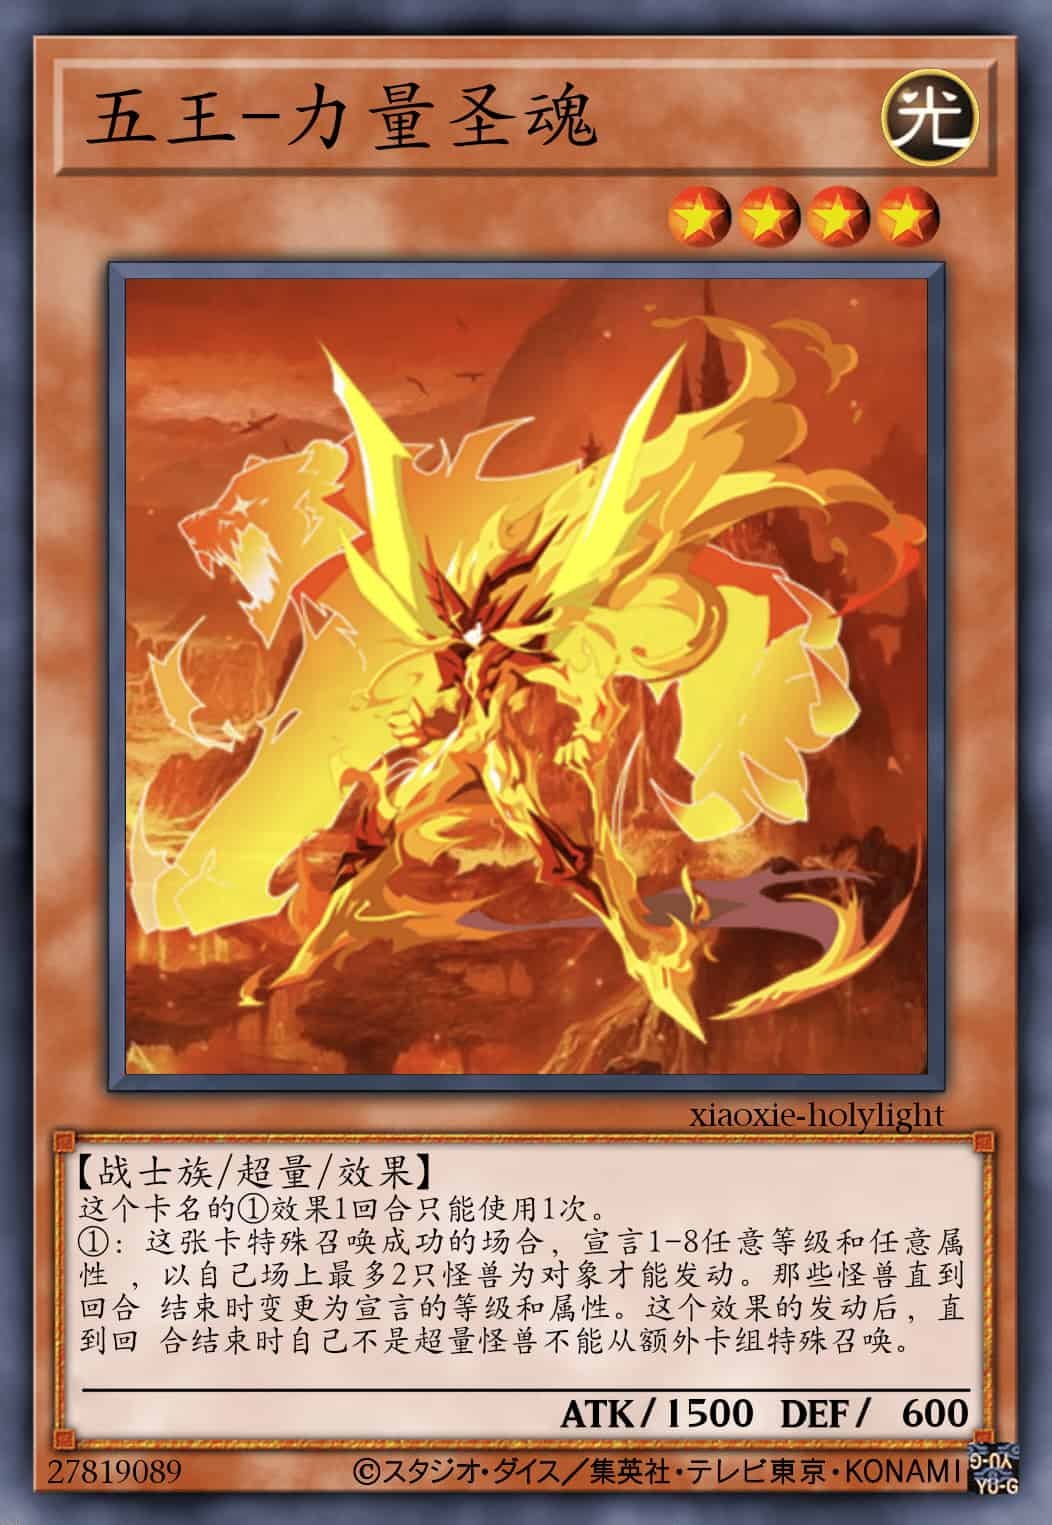 五王-力量圣魂
光
xiaoxie-holylight
【战士族/超量/效果】
这个卡名的①效果1回合只能使用1次。
①：这张卡特殊召唤成功的场合，宣言1-8任意等级和任意属
性 ，以自己场上最多2只怪兽为对象才能发动。那些怪兽直到
回合 结束时变更为宣言的等级和属性。这个效果的发动后，直
到回 合结束时自己不是超量怪兽不能从额外卡组特殊召唤。
ATK/1500 DEF/ 600
27819089 ©スタジオ・ダイス／集英社・テレビ東京・KONAMI
YU-G
YU-G